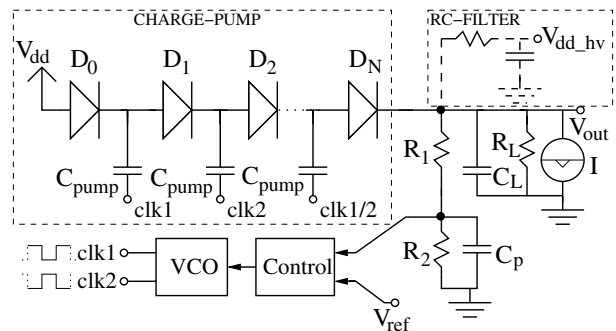 CHARGE-PUMP
RC-FILTER
V_dd
D_0
D_1
D_2
D_N
V_dd_hv
C_pump
C_pump
C_pump
clk1
clk2
clk1/2
R_1
C_L
R_L
V_out
I
clk1
clk2
VCO
Control
R_2
C_p
V_ref